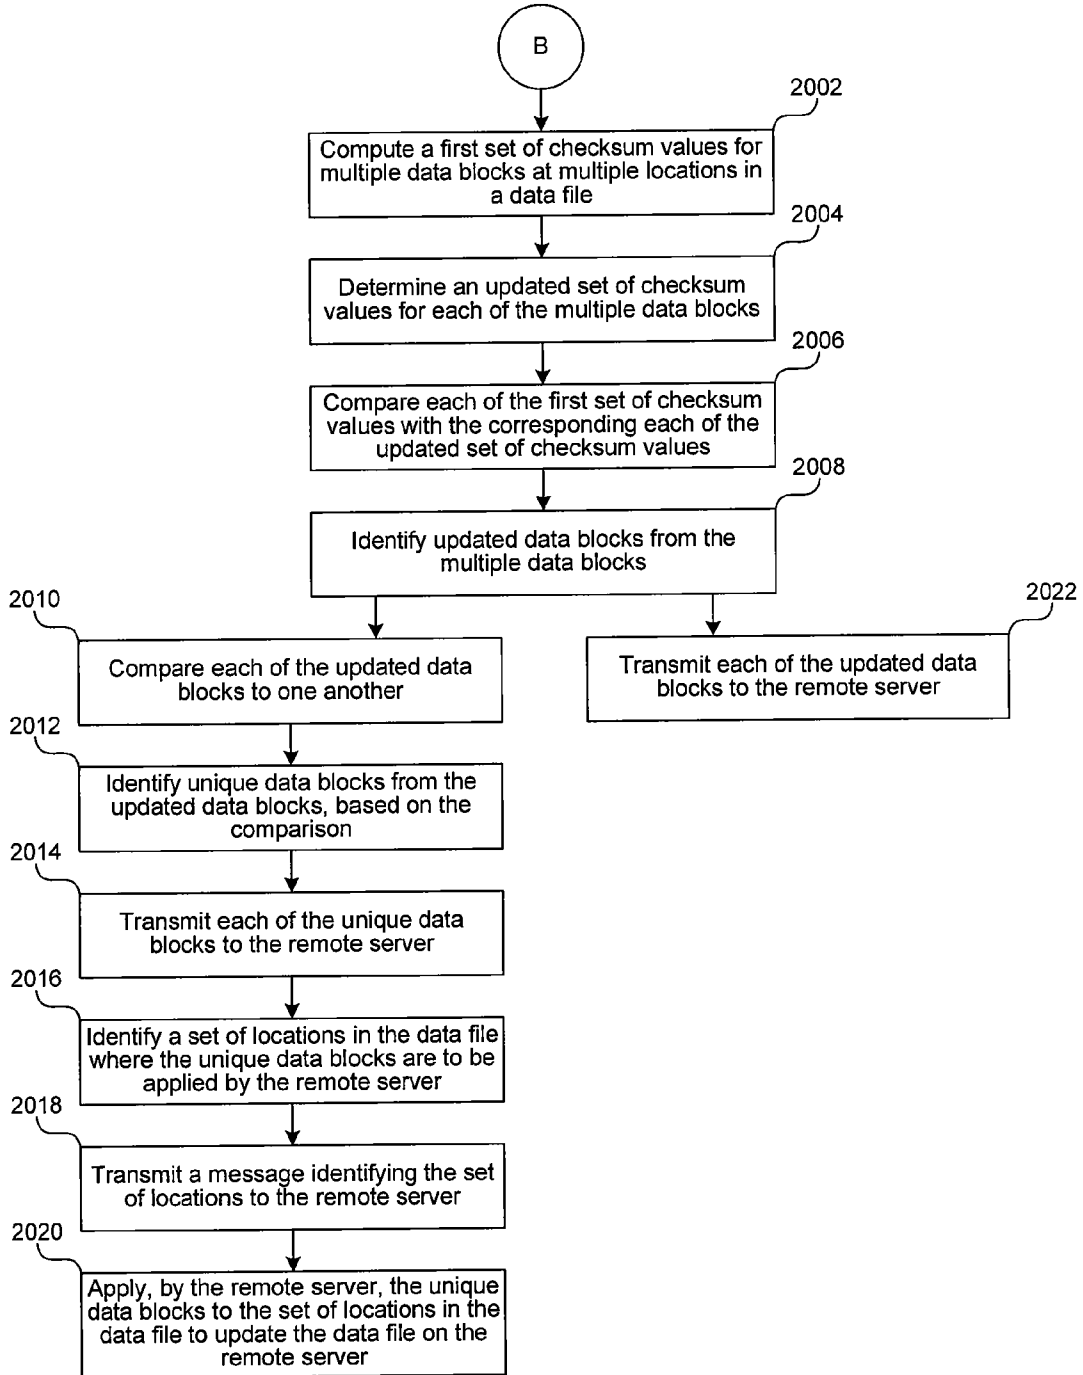 B
2002
Compute a first set of checksum values for
multiple data blocks at multiple locations in
a data file
2004
Determine an updated set of checksum
values for each of the multiple data blocks
2006
Compare each of the first set of checksum
values with the corresponding each of the
updated set of checksum values
2008
Identify updated data blocks from the
multiple data blocks
2010
Compare each of the updated data
blocks to one another
2022
Transmit each of the updated data
blocks to the remote server
2012
Identify unique data blocks from the
updated data blocks, based on the
comparison
2014
Transmit each of the unique data
blocks to the remote server
2016
Identify a set of locations in the data file
where the unique data blocks are to be
applied by the remote server
2018
Transmit a message identifying the set
of locations to the remote server
2020
Apply, by the remote server, the unique
data blocks to the set of locations in the
data file to update the data file on the
remote server